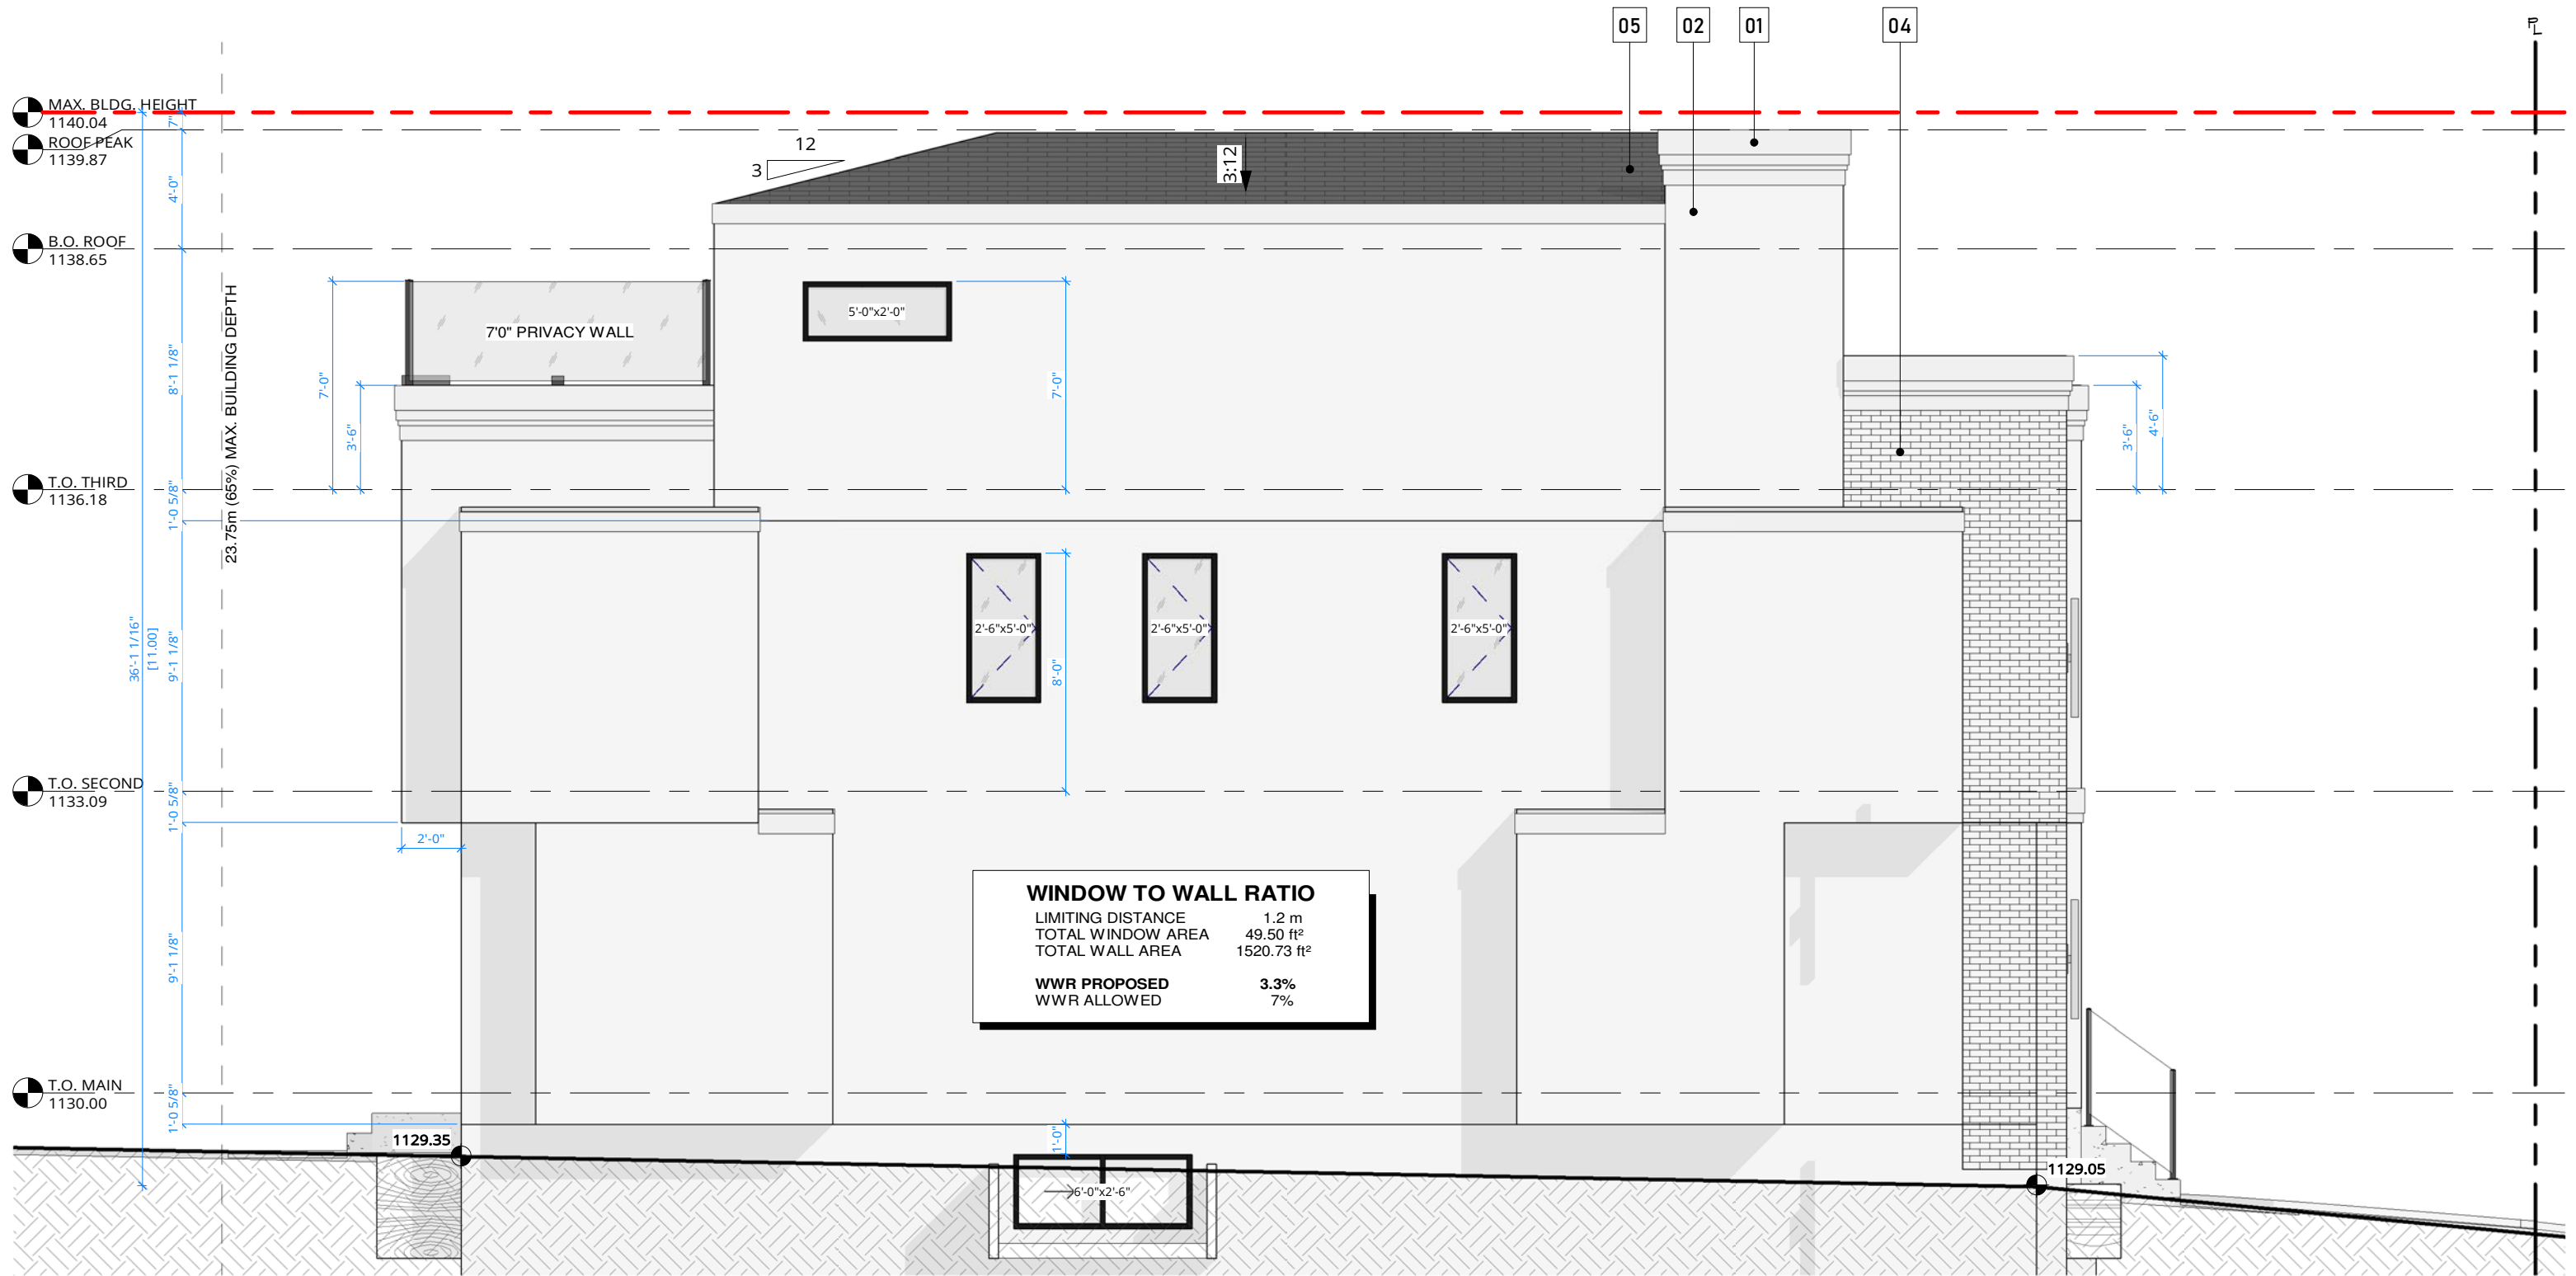 05
02
01
04
PL
MAX. BLDG. HEIGHT
1140.04
7"
ROOF PEAK
1139.87
12
3
3:12
4'-0"
B.O. ROOF
1138.65
5'-0"x2'-0"
7'0" PRIVACY WALL
23.75m (65%) MAX. BUILDING DEPTH
8'-1 1/8"
7'-0"
3'-6"
7'-0"
3'-6"
4'-6"
T.O. THIRD
1136.18
1'-0 5/8"
36'-1 1/16"
[11.00]
9'-1 1/8"
2'-6"x5'-0"
2'-6"x5'-0"
2'-6"x5'-0"
8'-0"
T.O. SECOND
1133.09
1'-0 5/8"
2'-0"
WINDOW TO WALL RATIO
LIMITING DISTANCE 1.2 m
TOTAL WINDOW AREA 49.50 ft²
TOTAL WALL AREA 1520.73 ft²
WWR PROPOSED 3.3%
WWR ALLOWED 7%
9'-1 1/8"
T.O. MAIN
1130.00
1'-0 5/8"
1129.35
1'-0"
6'-0"x2'-6"
1129.05